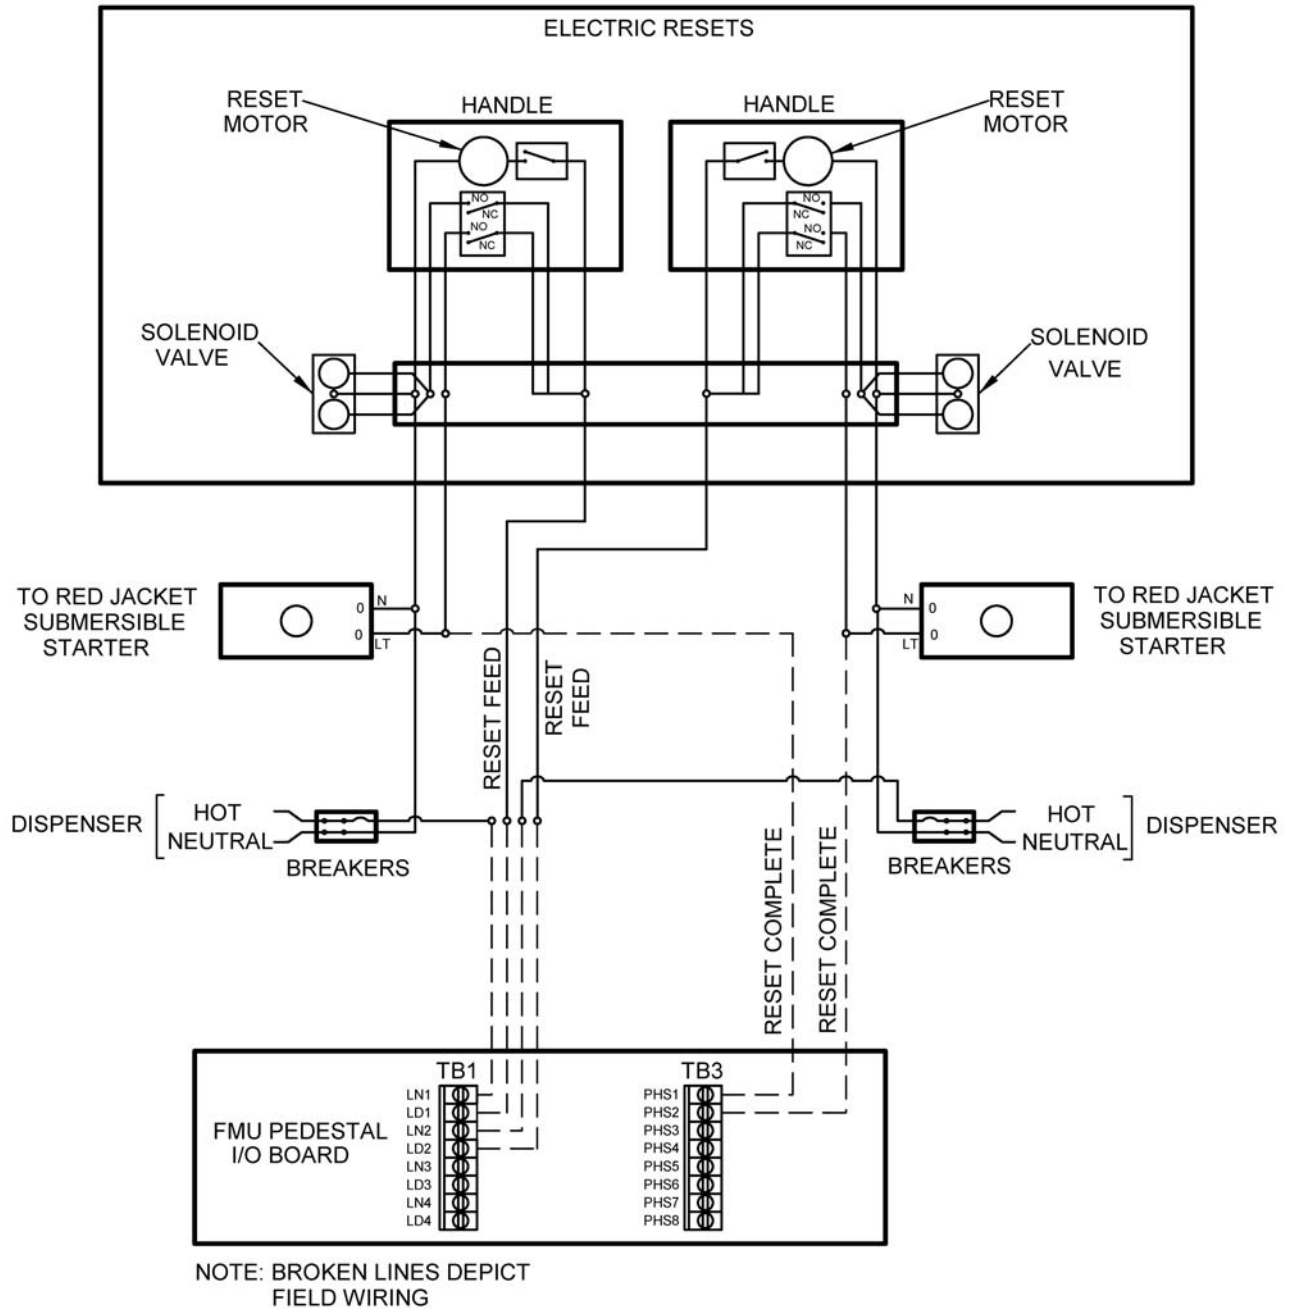 ELECTRIC RESETS
RESET
MOTOR
HANDLE
HANDLE
RESET
MOTOR
NO
NC
NO
NC
NO
NC
NO
NC
SOLENOID
VALVE
SOLENOID
VALVE
TO RED JACKET
SUBMERSIBLE
STARTER
0
N
0
LT
N
0
0
LT
TO RED JACKET
SUBMERSIBLE
STARTER
RESET FEED
RESET
FEED
DISPENSER
HOT
NEUTRAL
BREAKERS
BREAKERS
HOT
NEUTRAL
DISPENSER
RESET COMPLETE
RESET COMPLETE
FMU PEDESTAL
I/O BOARD
TB1
LN1
LD1
LN2
LD2
LN3
LD3
LN4
LD4
TB3
PHS1
PHS2
PHS3
PHS4
PHS5
PHS6
PHS7
PHS8
NOTE: BROKEN LINES DEPICT
FIELD WIRING